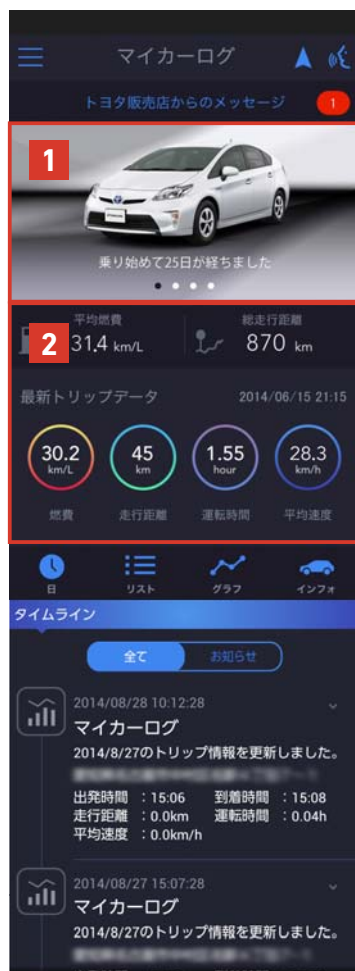 マイカーログ
トヨタ販売店からのメッセージ 1
1
乗り始めて25日が経ちました
2
平均燃費 総走行距離
31.4 km/L 870 km
最新トリップデータ 2014/06/15 21:15
30.2 45 1.55 28.3
km/L km hour km/h
燃費 走行距離 運転時間 平均速度
日 リスト グラフ インフォ
タイムライン
全て お知らせ
2014/08/28 10:12:28
マイカーログ
2014/8/27のトリップ情報を更新しました。
出発時間 :15:06 到着時間 :15:08
走行距離 :0.0km 運転時間 :0.04h
平均速度 :0.0km/h
2014/08/27 15:07:28
マイカーログ
2014/8/27のトリップ情報を更新しました。